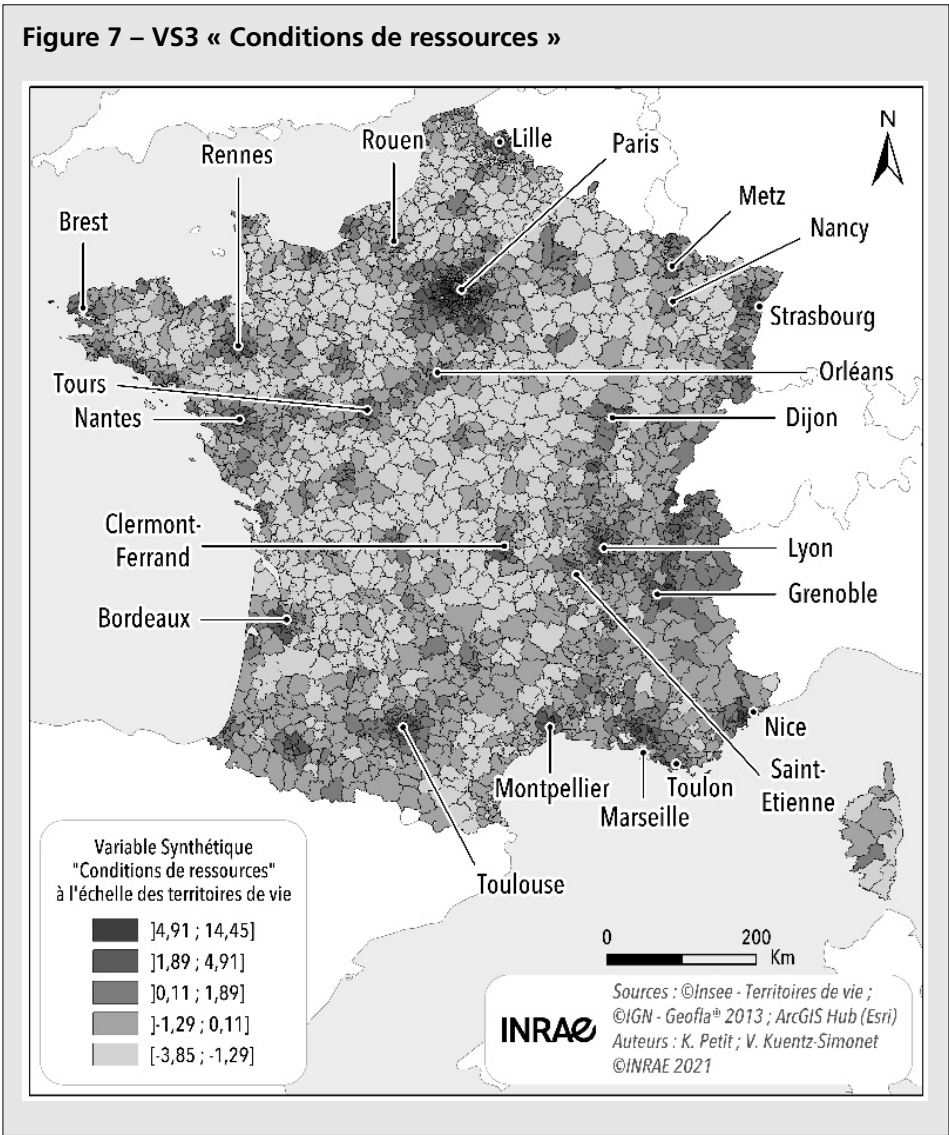 Figure 7 – VS3 « Conditions de ressources »
N
Rouen
Lille
Paris
Rennes
Metz
Brest
Nancy
Strasbourg
Tours
Orléans
Nantes
Dijon
Clermont-
Ferrand
Lyon
Grenoble
Bordeaux
Nice
Montpellier
Toulon
Saint-
Etienne
Marseille
Toulouse
Variable Synthétique
"Conditions de ressources"
à l'échelle des territoires de vie
]4,91 ; 14,45]
]1,89 ; 4,91]
]0,11 ; 1,89]
]-1,29 ; 0,11]
[-3,85 ; -1,29]
0 200
Km
INRAE
Sources : ©Insee - Territoires de vie ;
©IGN - Geofla® 2013 ; ArcGIS Hub (Esri)
Auteurs : K. Petit ; V. Kuentz-Simonet
©INRAE 2021